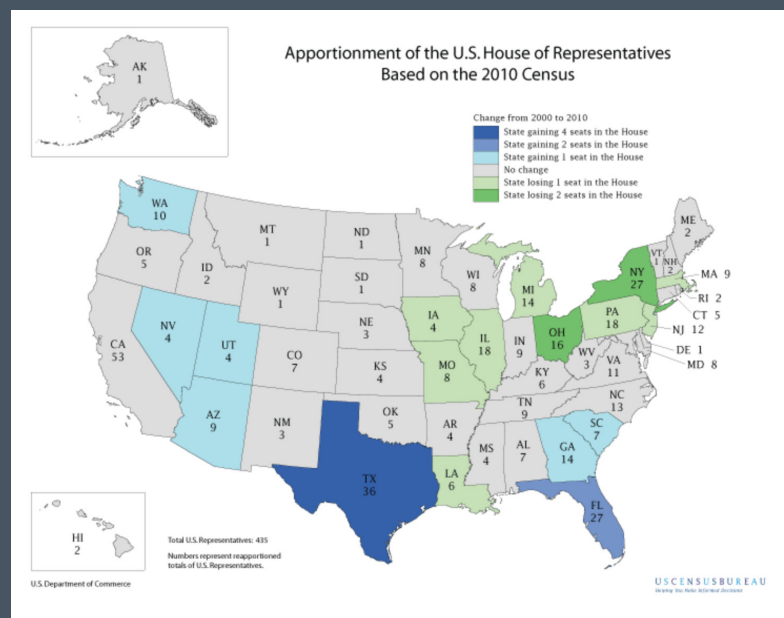 Apportionment of the U.S. House of Representatives
Based on the 2010 Census
Change from 2000 to 2010
State gaining 4 seats in the House
State gaining 2 seats in the House
State gaining 1 seat in the House
No change
State losing 1 seat in the House
State losing 2 seats in the House
AK
1
WA
10
OR
5
ID
2
MT
1
ND
1
MN
8
WI
8
MI
14
NY
27
VT
1
NH
2
ME
2
MA 9
RI 2
CT 5
NJ 12
DE 1
MD 8
SD
1
WY
1
NE
3
IA
4
IL
18
IN
9
OH
16
PA
18
WV
3
VA
11
CA
53
NV
4
UT
4
CO
7
KS
4
MO
8
KY
6
NC
13
TN
9
SC
7
AZ
9
NM
3
OK
5
AR
4
MS
4
AL
7
GA
14
TX
36
LA
6
FL
27
HI
2
Total U.S. Representatives: 435
Numbers represent reapportioned
totals of U.S. Representatives.
U.S. Department of Commerce
USCENSUSBUREAU
Helping You Make Informed Decisions